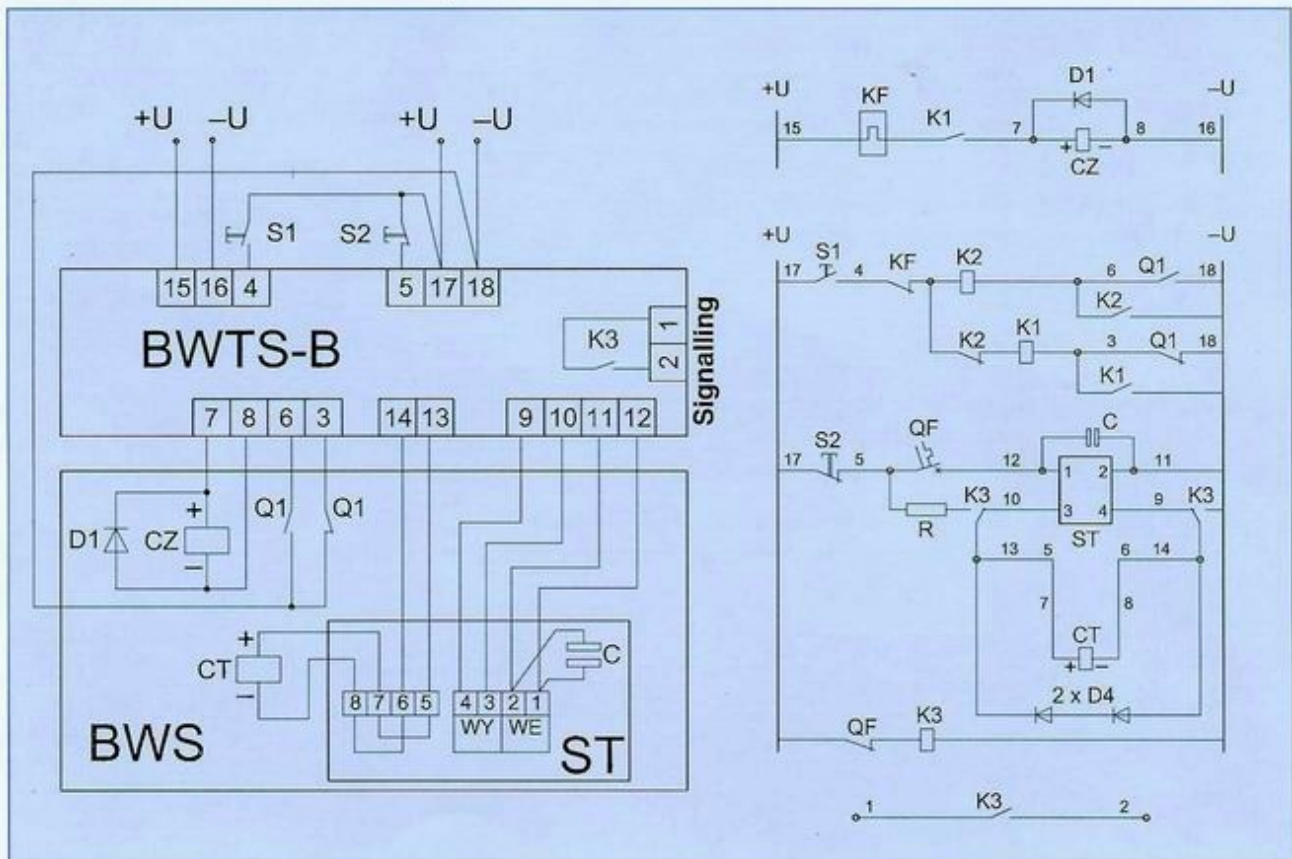 +U –U +U –U
S1 S2
15 16 4 5 17 18
BWTS-B
K3
1
2
Signalling
7 8 6 3 14 13 9 10 11 12
D1 + CZ – Q1 Q1
CT + –
8 7 6 5 4 3 2 1
WY WE
C
BWS
ST
+U –U
D1
15 KF K1 7 8 16
+ –
CZ
+U –U
17 S1 4 KF K2 6 Q1 18
K2
K2 K1 3 Q1 18
K1
C
17 S2 5 QF 12 1 2 11
R K3 10 3 4 9 K3
ST
13 5 6 14
7 8
CT
+ –
2 x D4
QF K3
1 K3 2